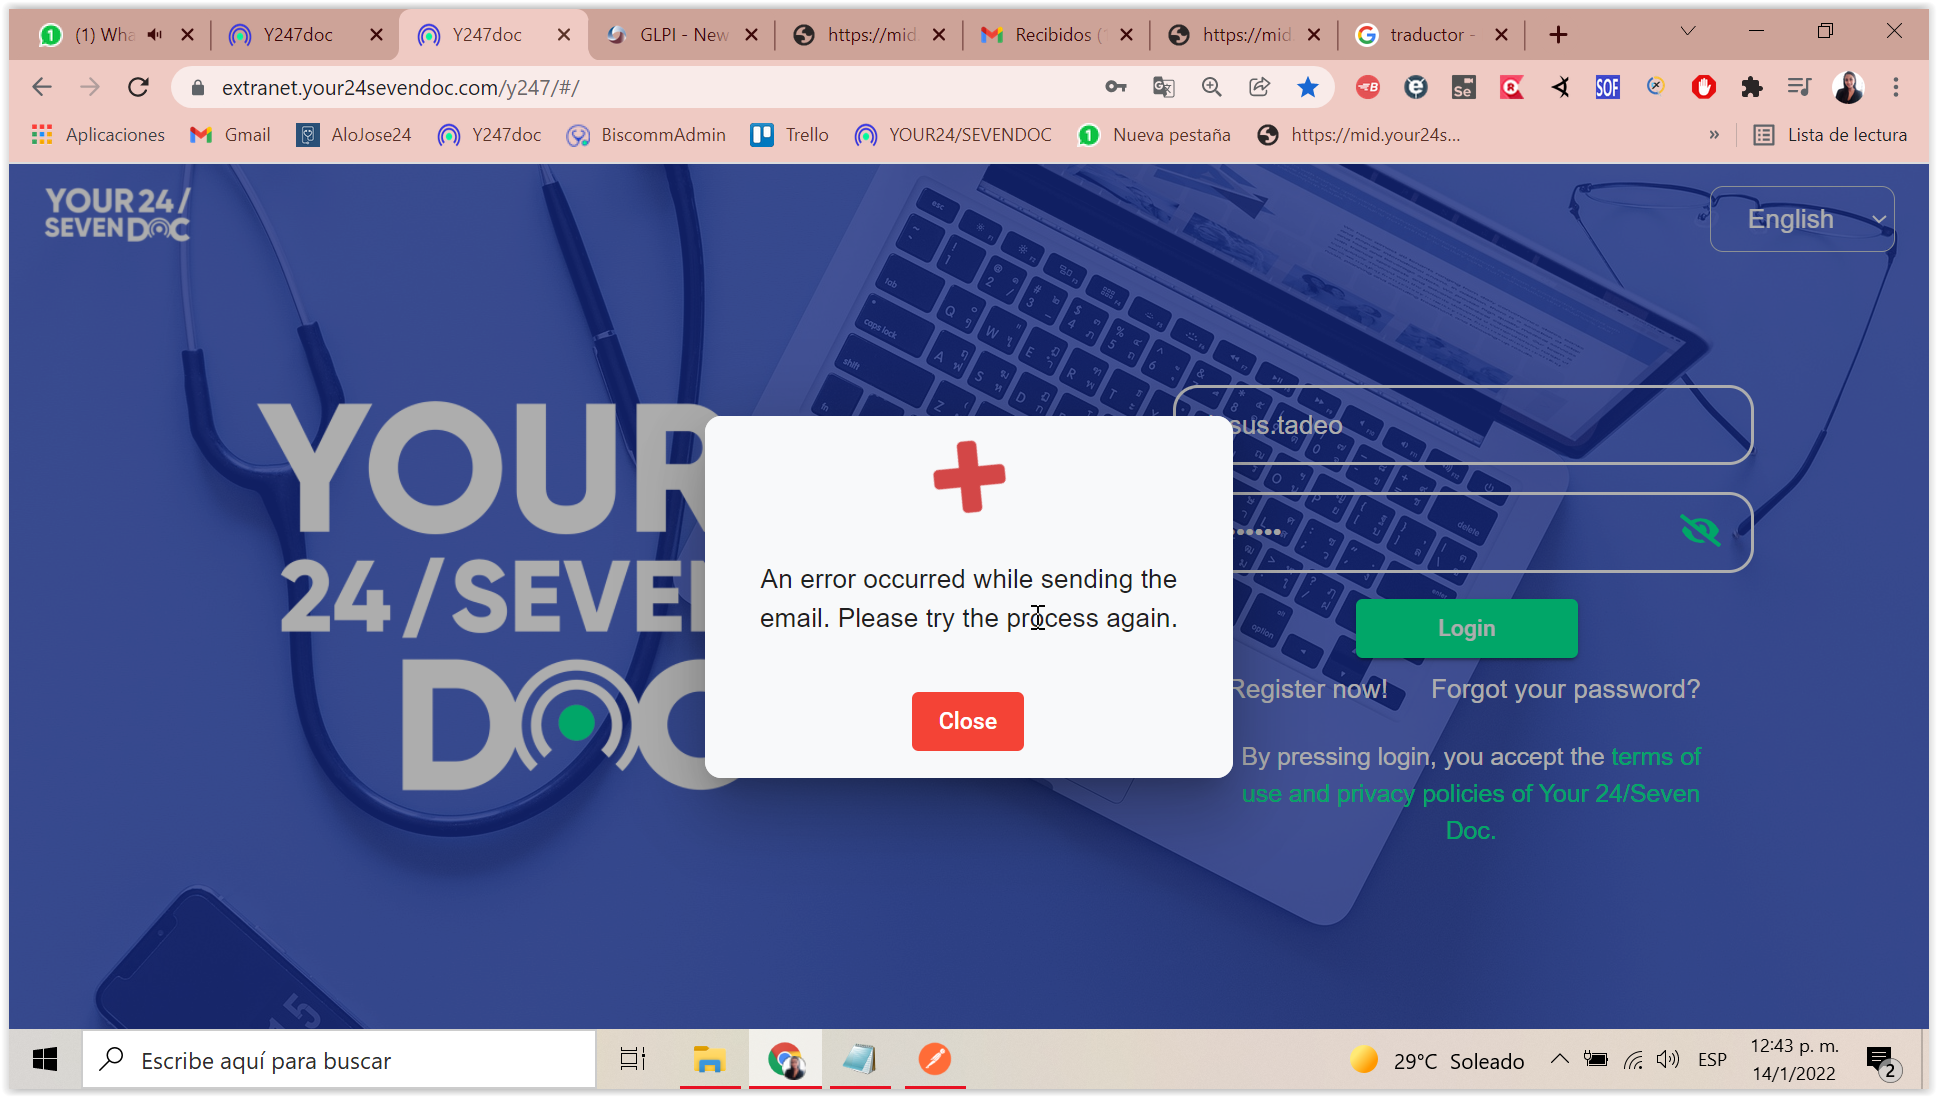 (1) Wha
Y247doc
Y247doc
GLPI - New
https://mid.
Recibidos (
https://mid.
traductor -
extranet.your24sevendoc.com/y247/#/
Aplicaciones
Gmail
AloJose24
Y247doc
BiscommAdmin
Trello
YOUR24/SEVENDOC
Nueva pestaña
https://mid.your24s...
»
Lista de lectura
YOUR 24/
SEVEN DOC
English
YOUR
24/SEVEN
DOC
sus.tadeo
An error occurred while sending the
email. Please try the process again.
Close
Login
Register now!
Forgot your password?
By pressing login, you accept the terms of
use and privacy policies of Your 24/Seven
Doc.
Escribe aquí para buscar
29°C Soleado
ESP
12:43 p. m.
14/1/2022
2